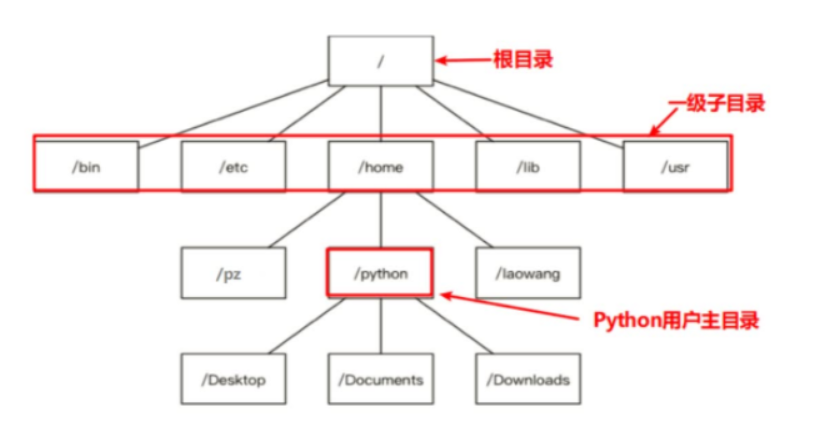 /
根目录
一级子目录
/bin
/etc
/home
/lib
/usr
/pz
/python
/laowang
Python用户主目录
/Desktop
/Documents
/Downloads